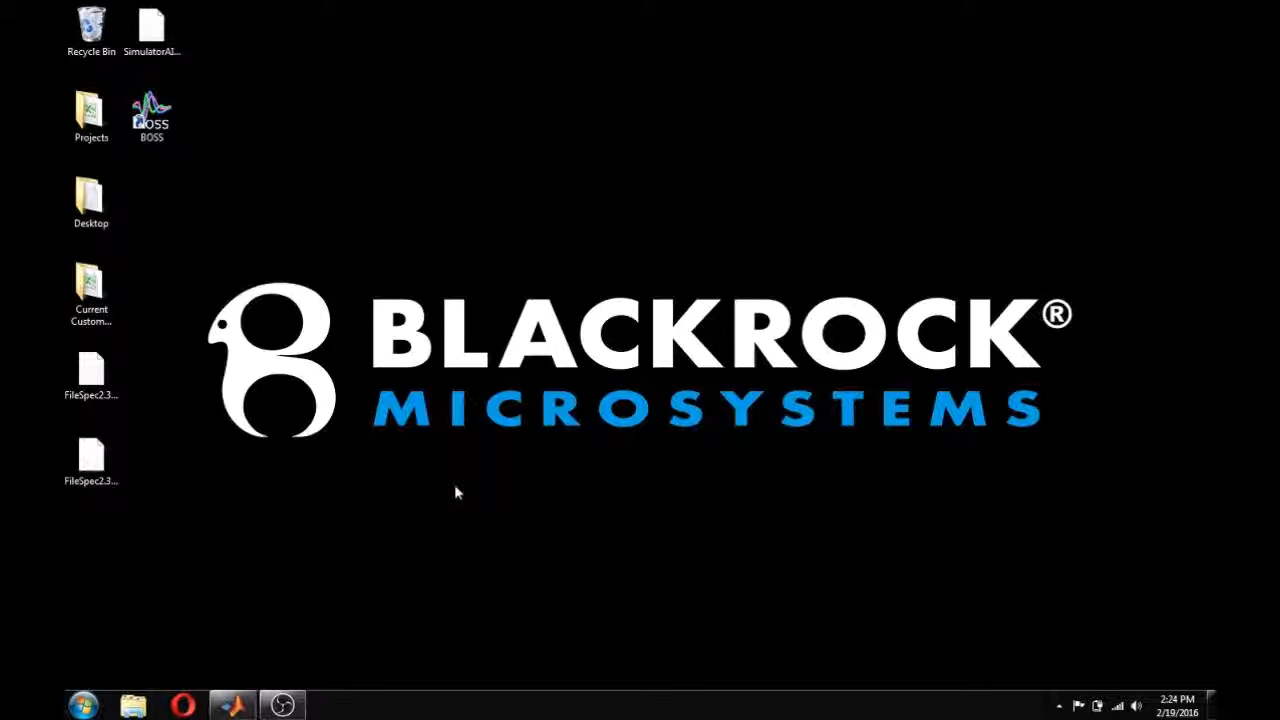 Recycle Bin
SimulatorAI...
Projects
BOSS
BOSS
Desktop
Current
Custom...
FileSpec2.3...
FileSpec2.3...
BLACKROCK®
MICROSYSTEMS
2:24 PM
2/19/2016